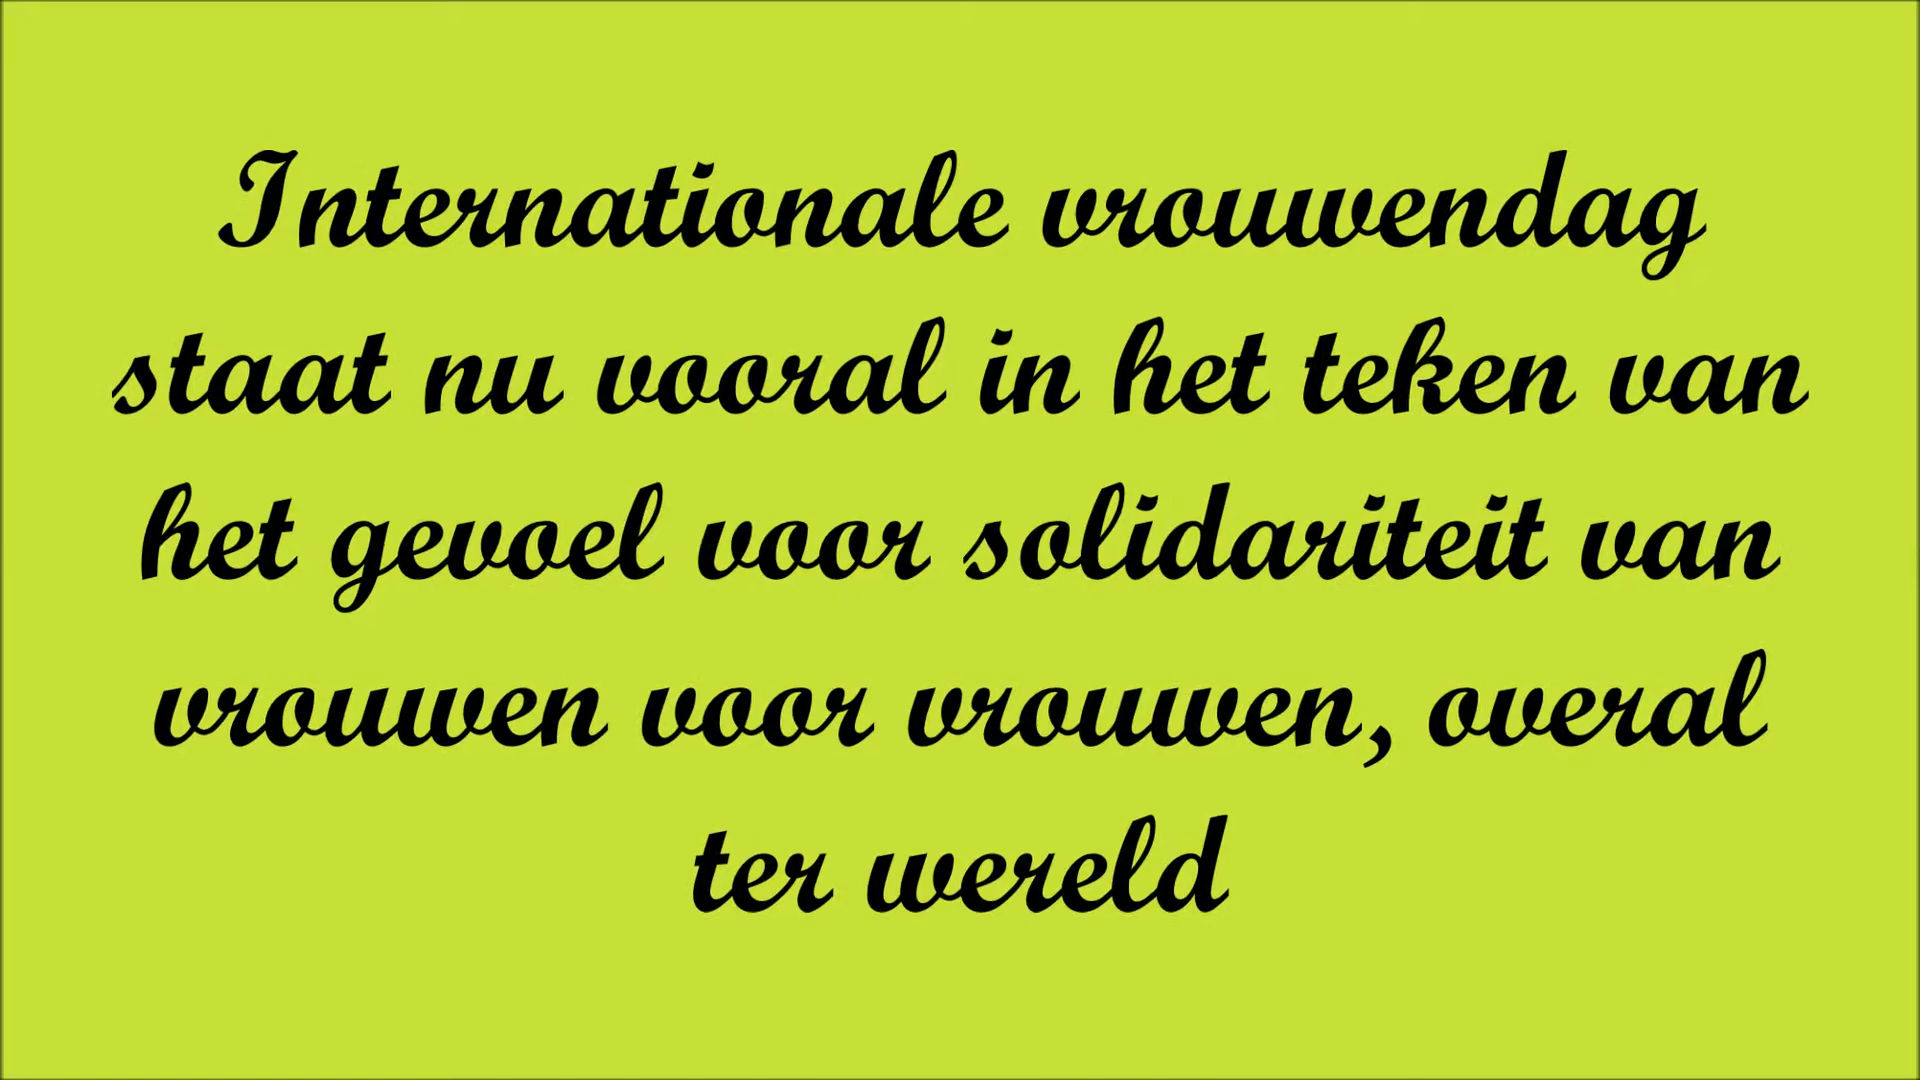 Internationale vrouwendag
staat nu vooral in het teken van
het gevoel voor solidariteit van
vrouwen voor vrouwen, overal
ter wereld